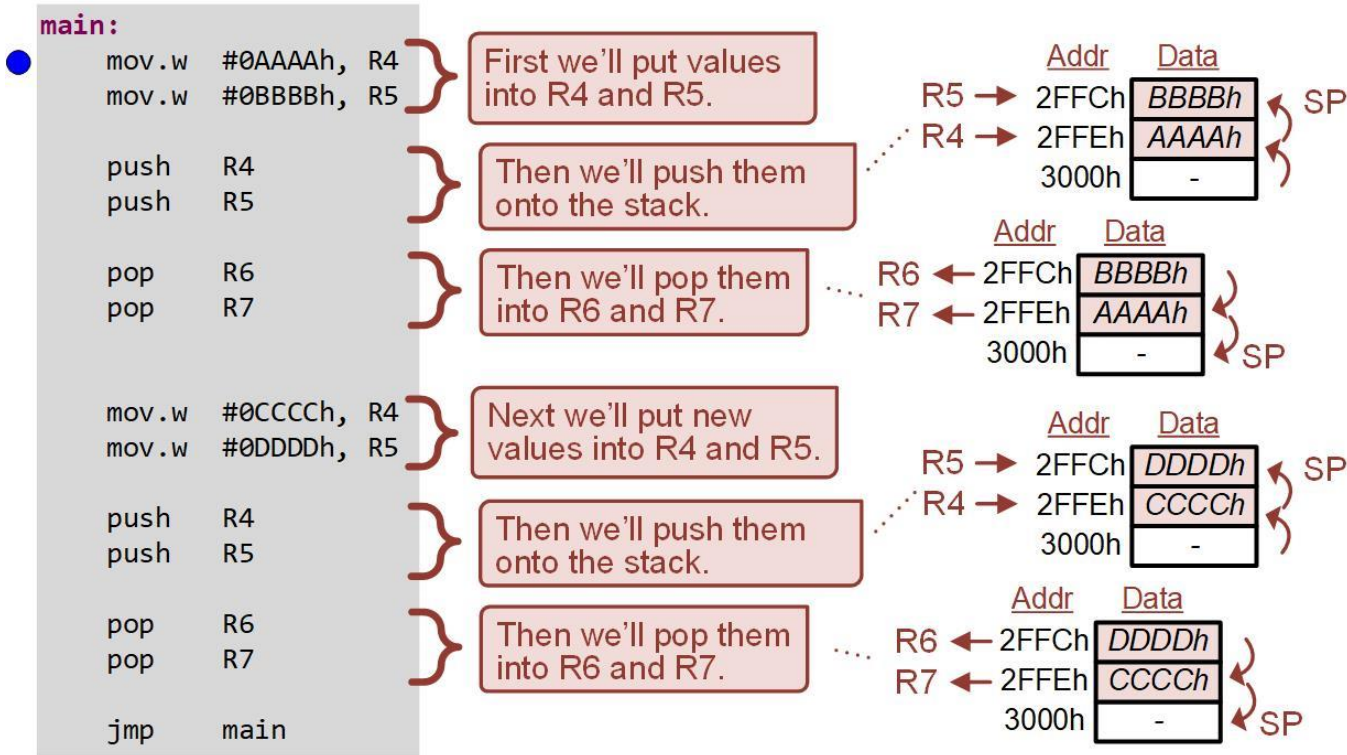 main:
mov.w #0AAAAh, R4
mov.w #0BBBBh, R5
First we'll put values
into R4 and R5.
Addr Data
R5 → 2FFCh BBBBh SP
R4 → 2FFEh AAAAh
3000h -
push R4
push R5
Then we'll push them
onto the stack.
pop R6
pop R7
Then we'll pop them
into R6 and R7.
Addr Data
R6 ← 2FFCh BBBBh
R7 ← 2FFEh AAAAh
3000h - SP
mov.w #0CCCCh, R4
mov.w #0DDDDh, R5
Next we'll put new
values into R4 and R5.
Addr Data
R5 → 2FFCh DDDDh SP
R4 → 2FFEh CCCCh
3000h -
push R4
push R5
Then we'll push them
onto the stack.
pop R6
pop R7
Then we'll pop them
into R6 and R7.
Addr Data
R6 ← 2FFCh DDDDh
R7 ← 2FFEh CCCCh
3000h - SP
jmp main